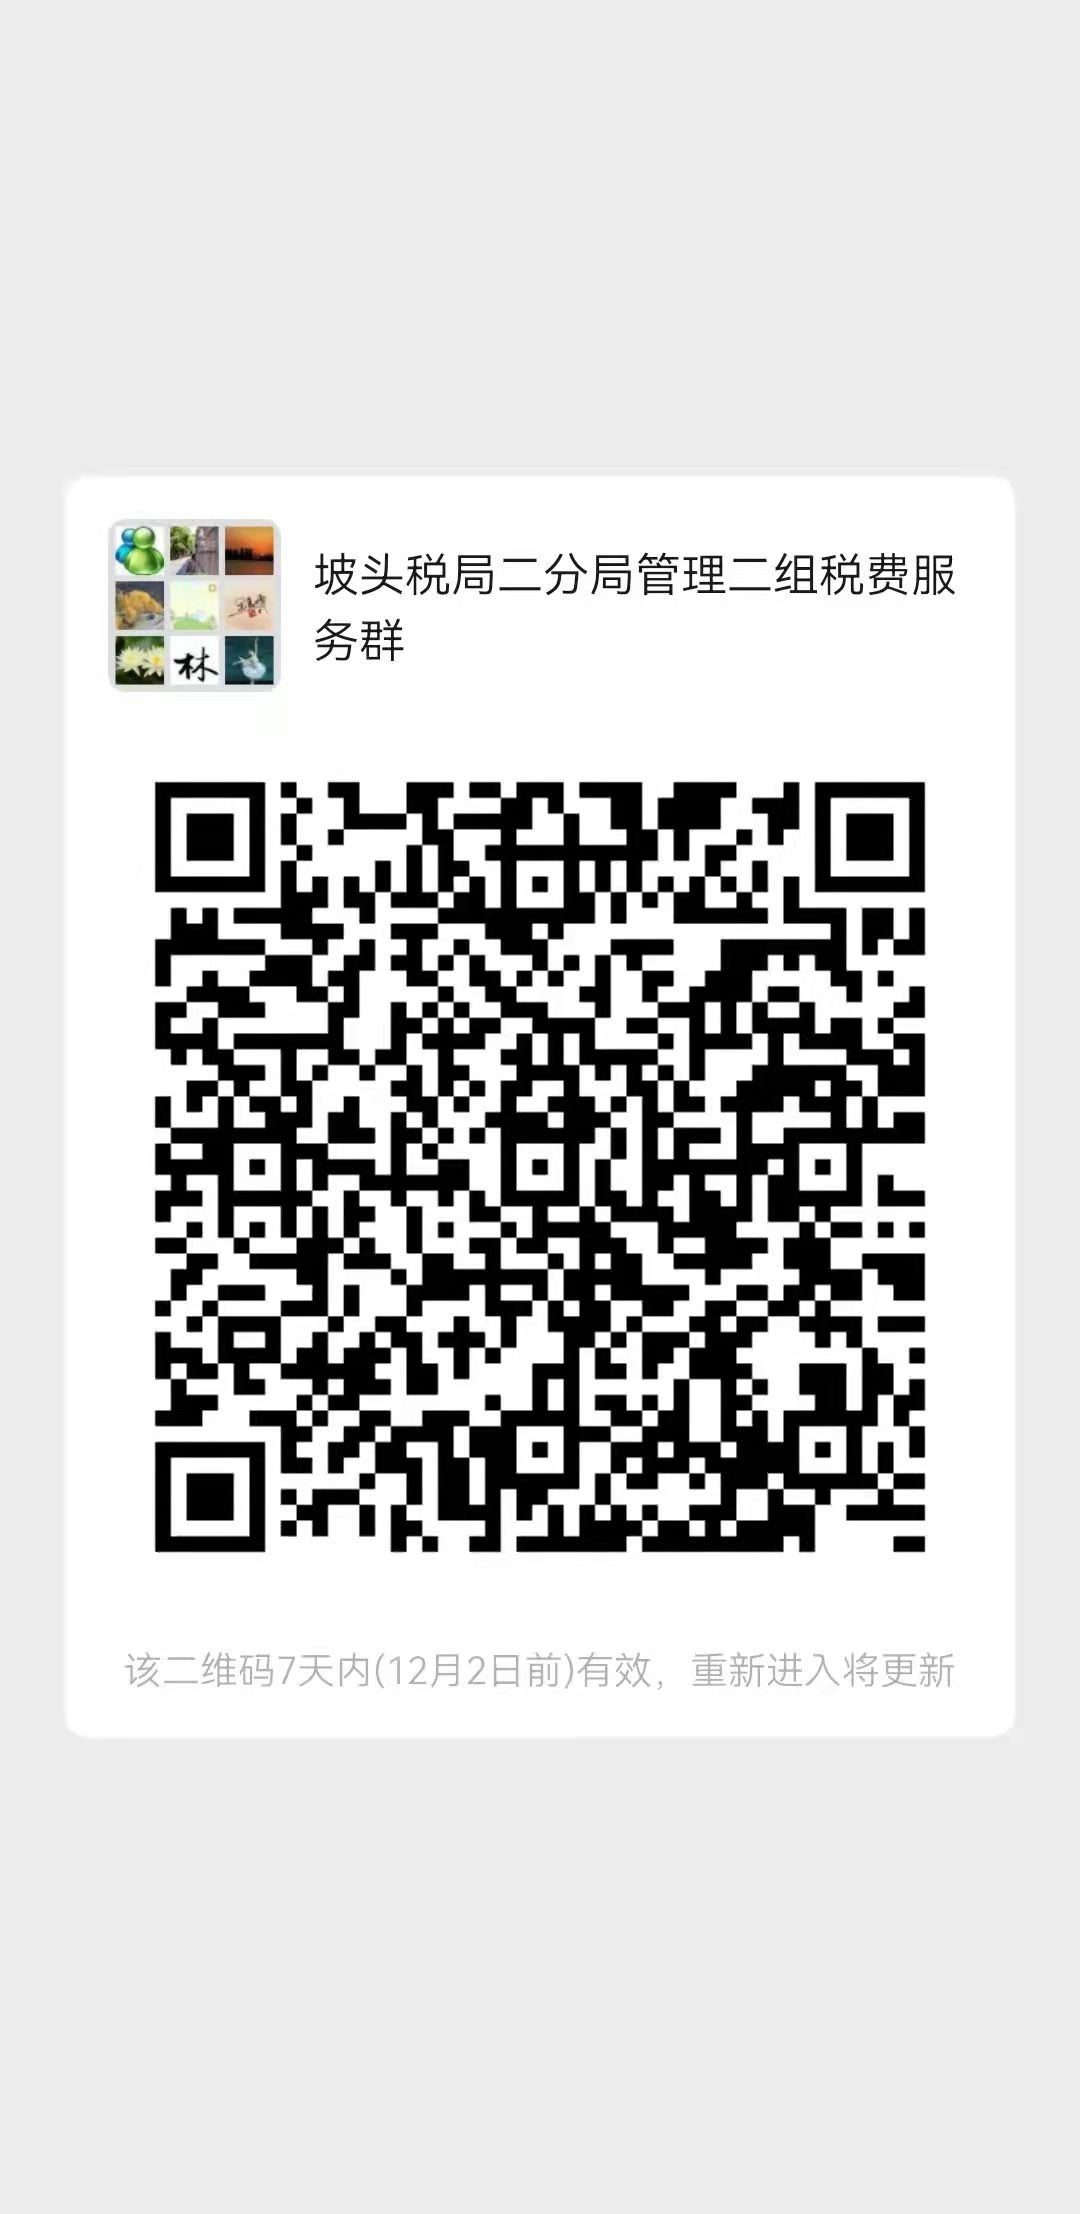 坡头税局二分局管理二组税费服
务群
林
该二维码7天内(12月2日前)有效，重新进入将更新